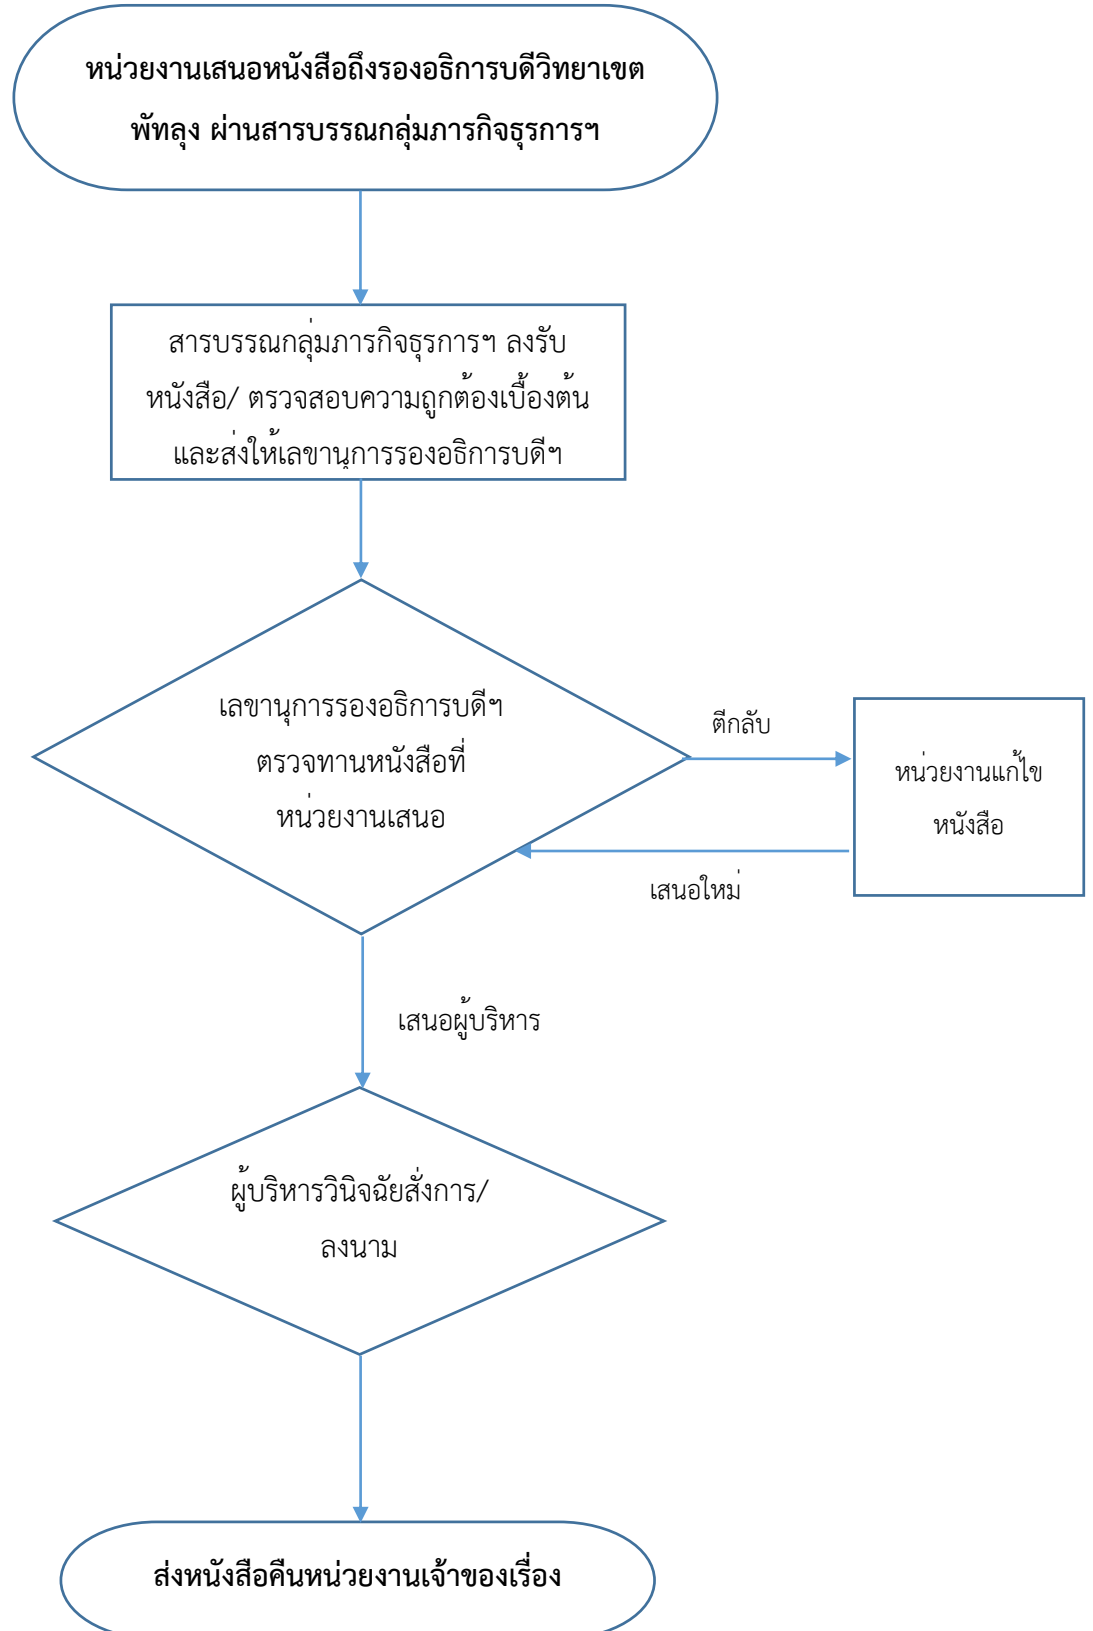 หน่วยงานเสนอหนังสือถึงรองอธิการบดีวิทยาเขต
พัทลุง ผ่านสารบรรณกลุ่มภารกิจธุรการฯ
สารบรรณกลุ่มภารกิจธุรการฯ ลงรับ
หนังสือ/ ตรวจสอบความถูกต้องเบื้องต้น
และส่งให้เลขานุการรองอธิการบดีฯ
เลขานุการรองอธิการบดีฯ
ตรวจทานหนังสือที่
หน่วยงานเสนอ
ตีกลับ
หน่วยงานแก้ไข
หนังสือ
เสนอใหม่
เสนอผู้บริหาร
ผู้บริหารวินิจฉัยสั่งการ/
ลงนาม
ส่งหนังสือคืนหน่วยงานเจ้าของเรื่อง